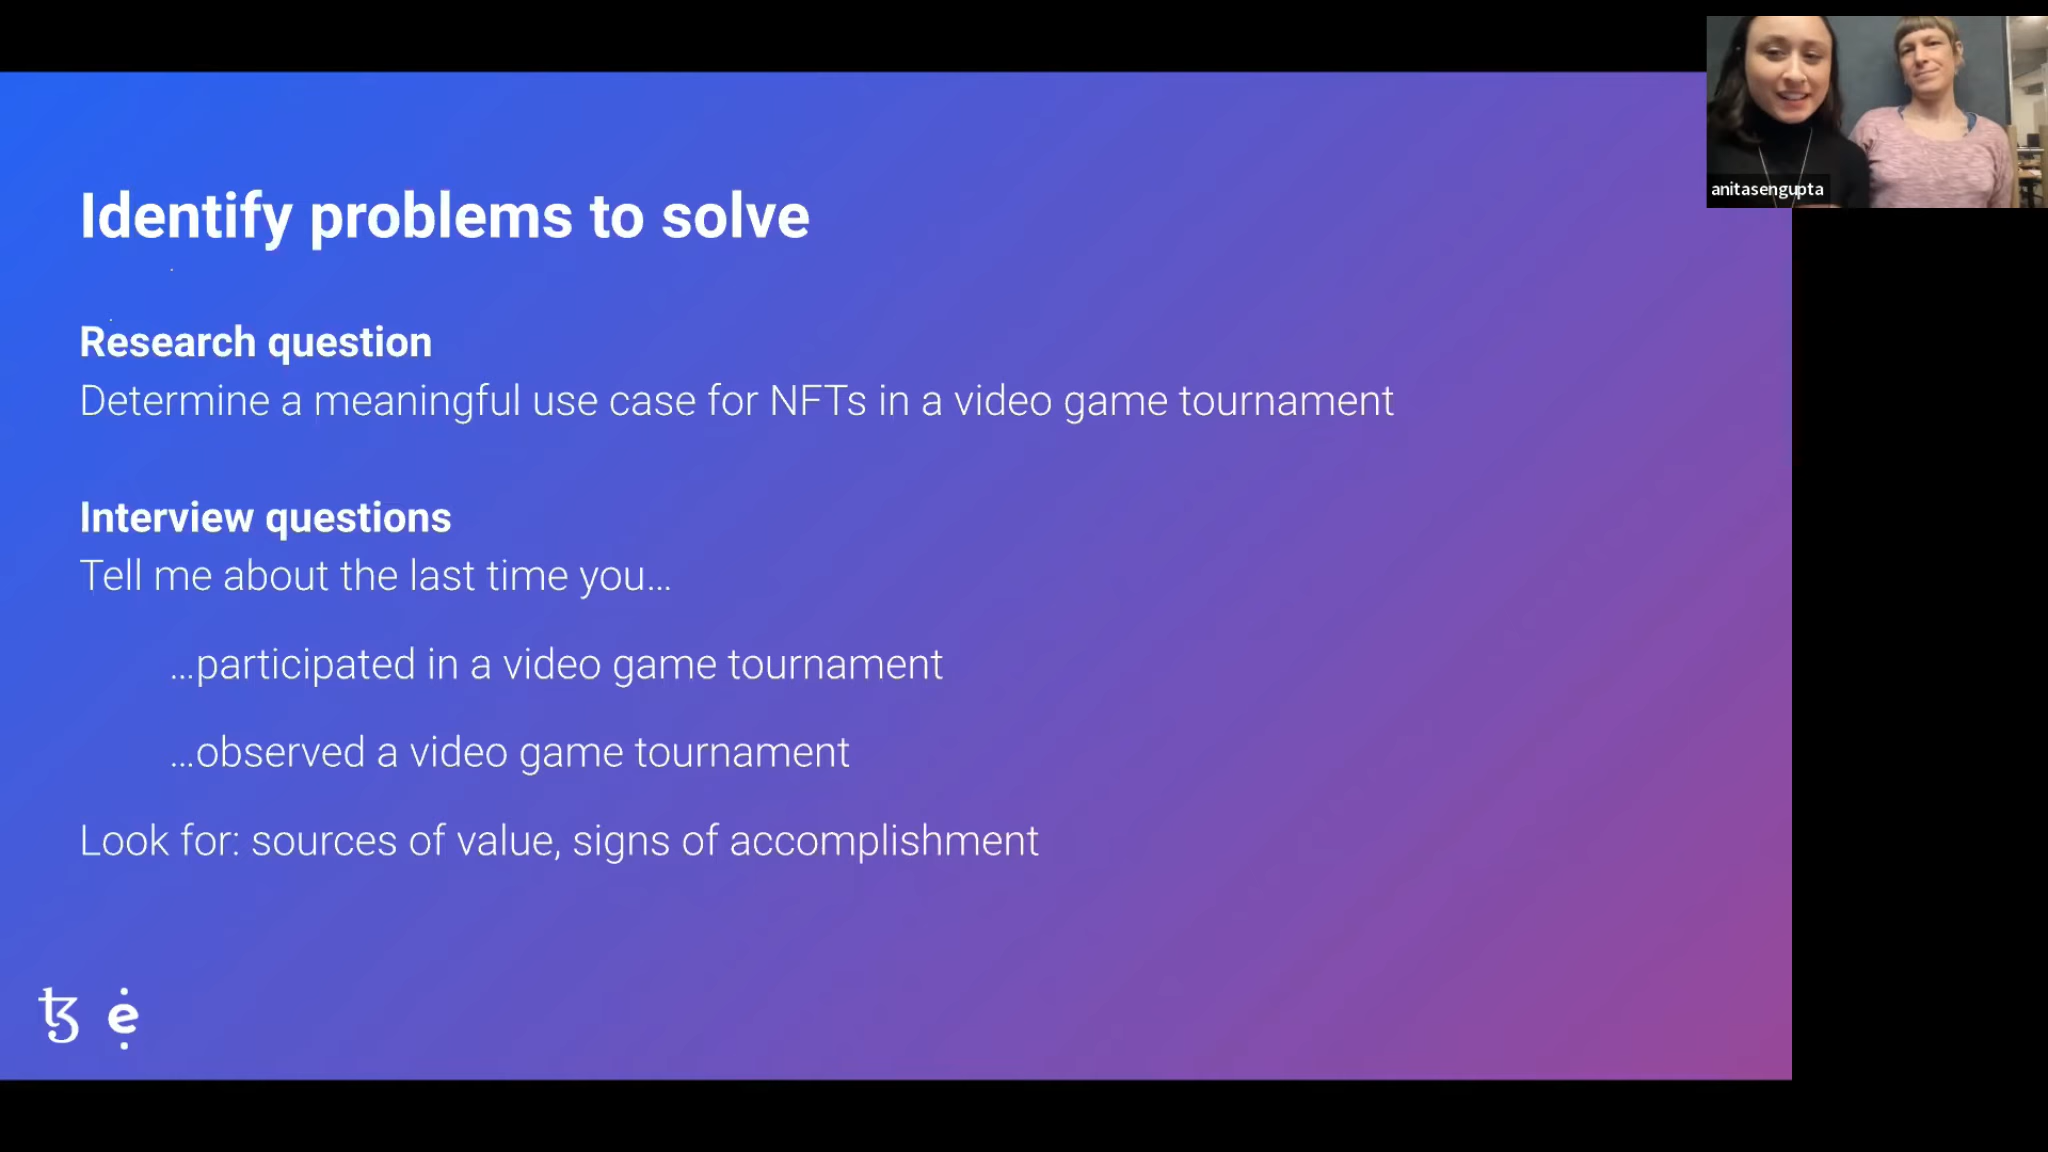 anitasengupta
Identify problems to solve
Research question
Determine a meaningful use case for NFTs in a video game tournament
Interview questions
Tell me about the last time you...
...participated in a video game tournament
...observed a video game tournament
Look for: sources of value, signs of accomplishment